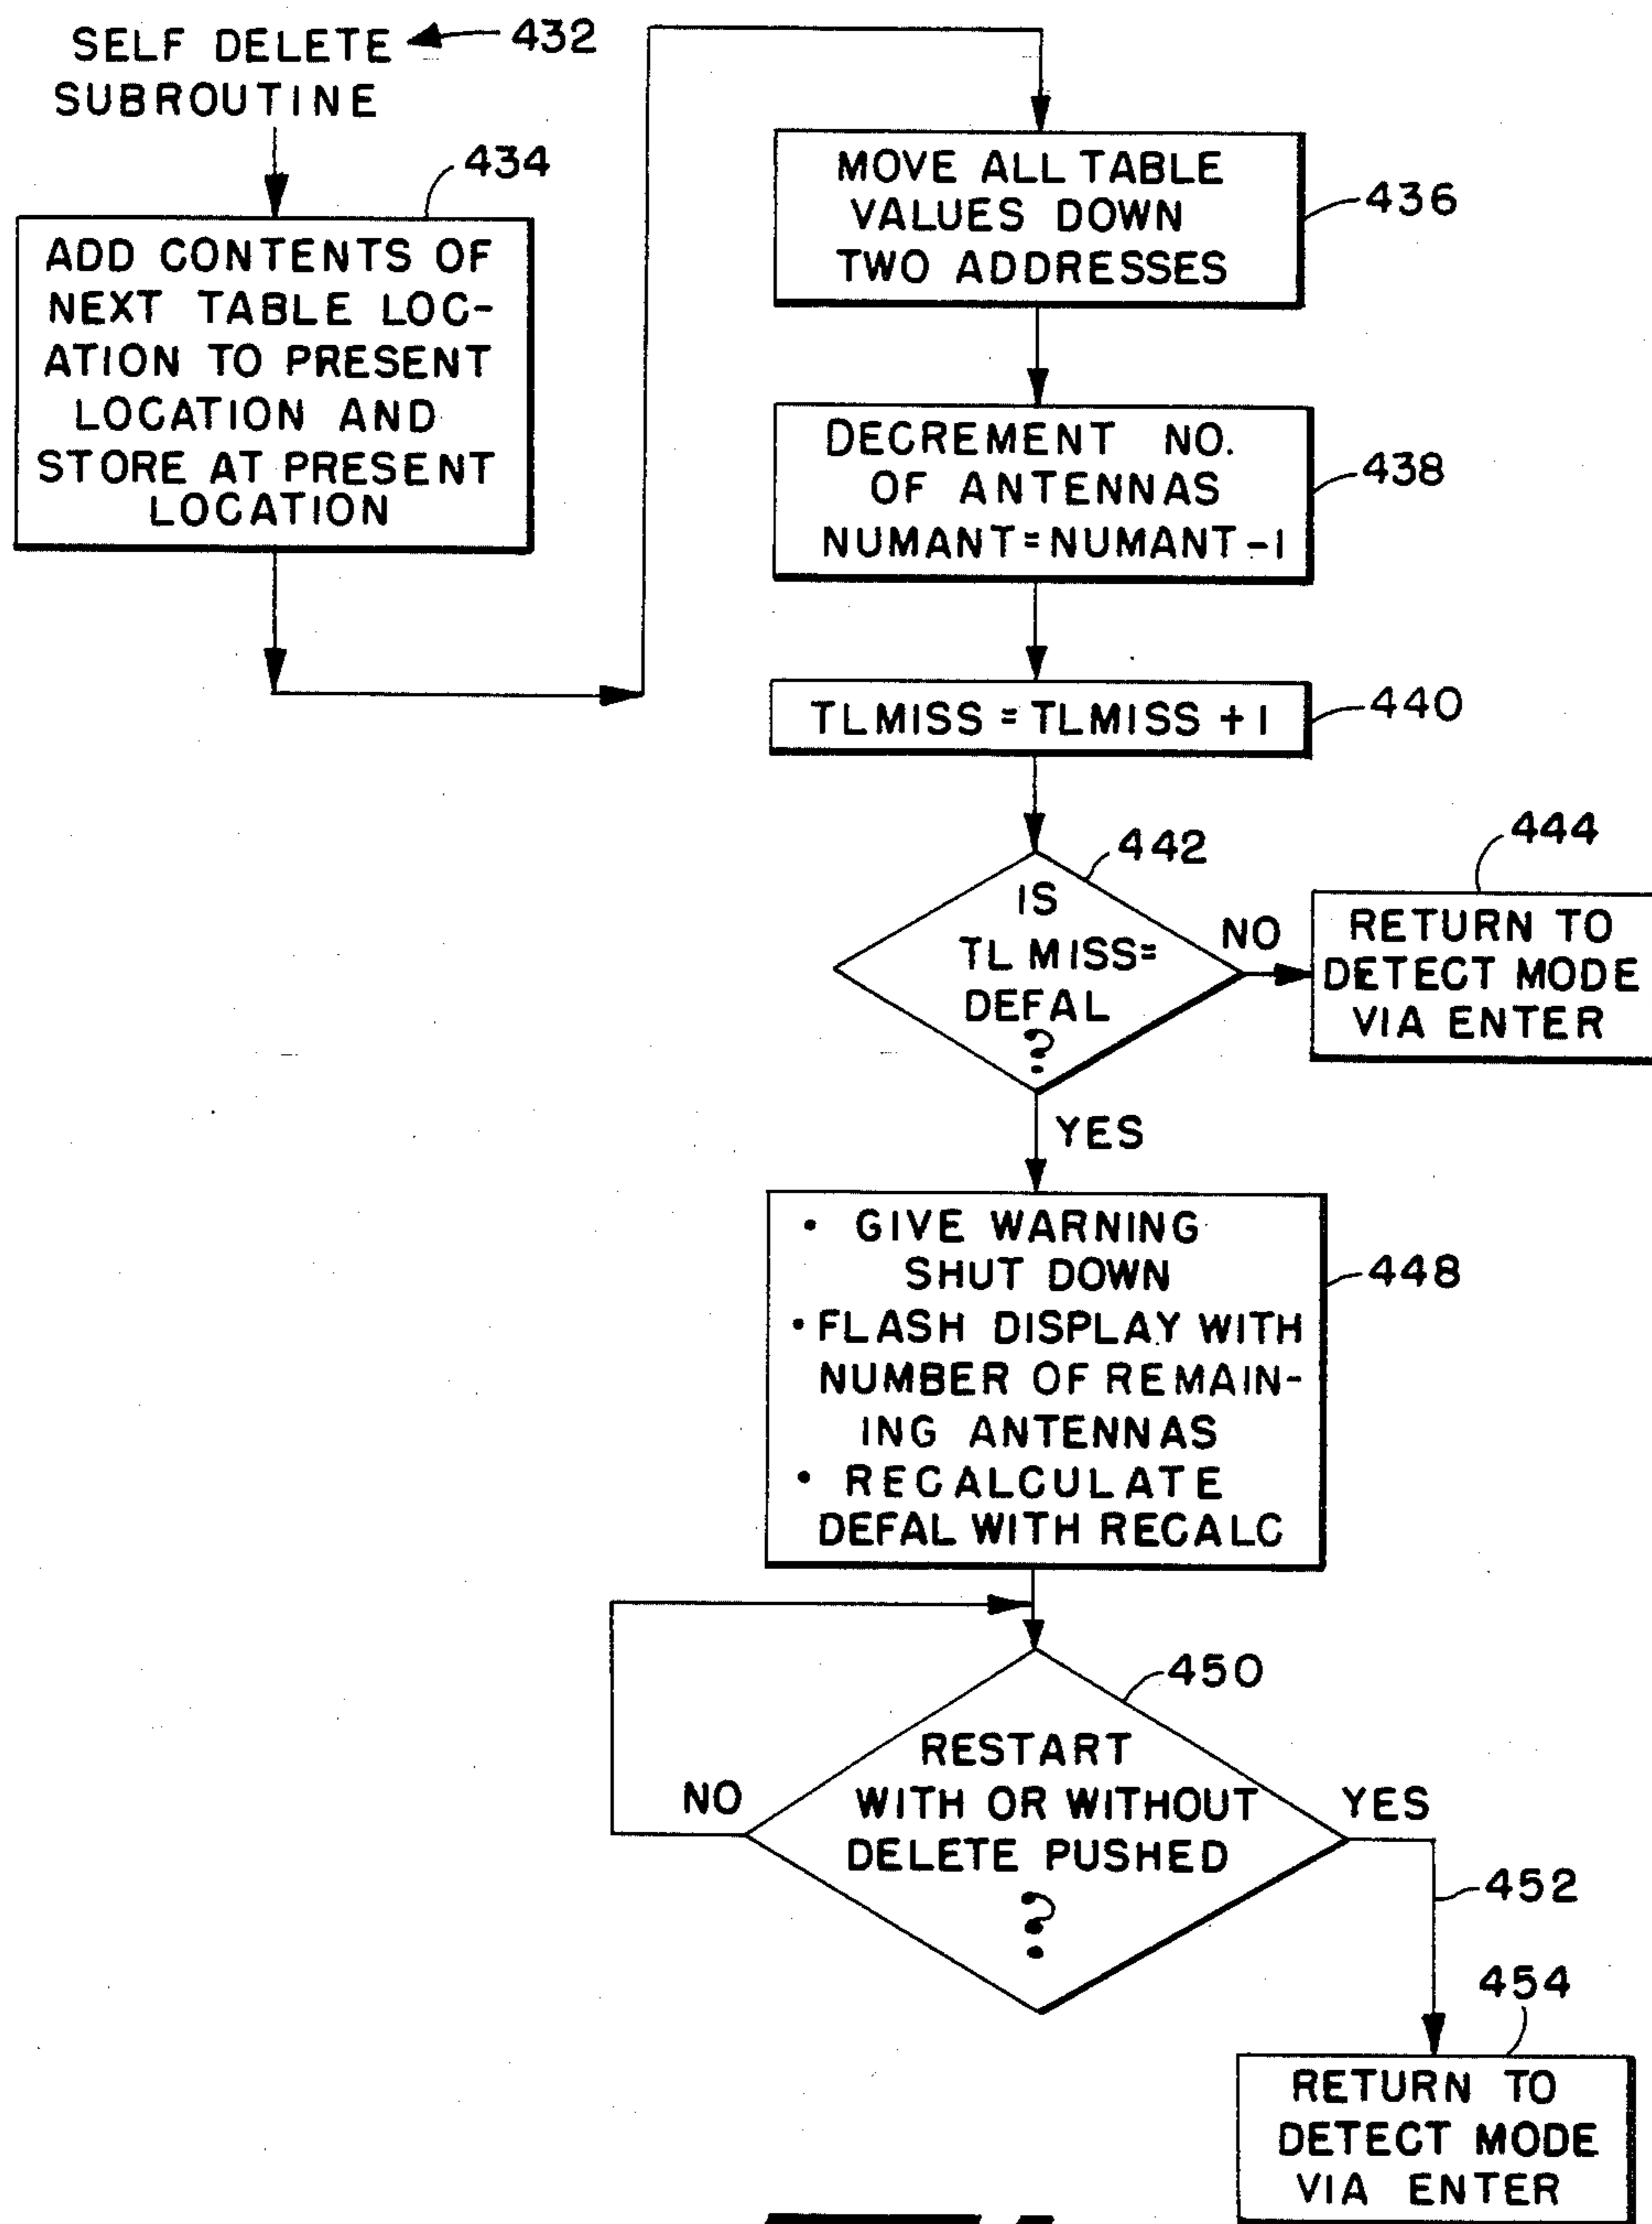 SELF DELETE
SUBROUTINE
432
434
ADD CONTENTS OF
NEXT TABLE LOC-
ATION TO PRESENT
LOCATION AND
STORE AT PRESENT
LOCATION
MOVE ALL TABLE
VALUES DOWN
TWO ADDRESSES
436
DECREMENT NO.
OF ANTENNAS
NUMANT=NUMANT-1
438
TLMISS = TLMISS +1
440
442
IS
TL MISS=
DEFAL
?
NO
444
RETURN TO
DETECT MODE
VIA ENTER
YES
• GIVE WARNING
SHUT DOWN
• FLASH DISPLAY WITH
NUMBER OF REMAIN-
ING ANTENNAS
• RECALCULATE
DEFAL WITH RECALC
448
450
RESTART
WITH OR WITHOUT
DELETE PUSHED
?
NO
YES
452
454
RETURN TO
DETECT MODE
VIA ENTER